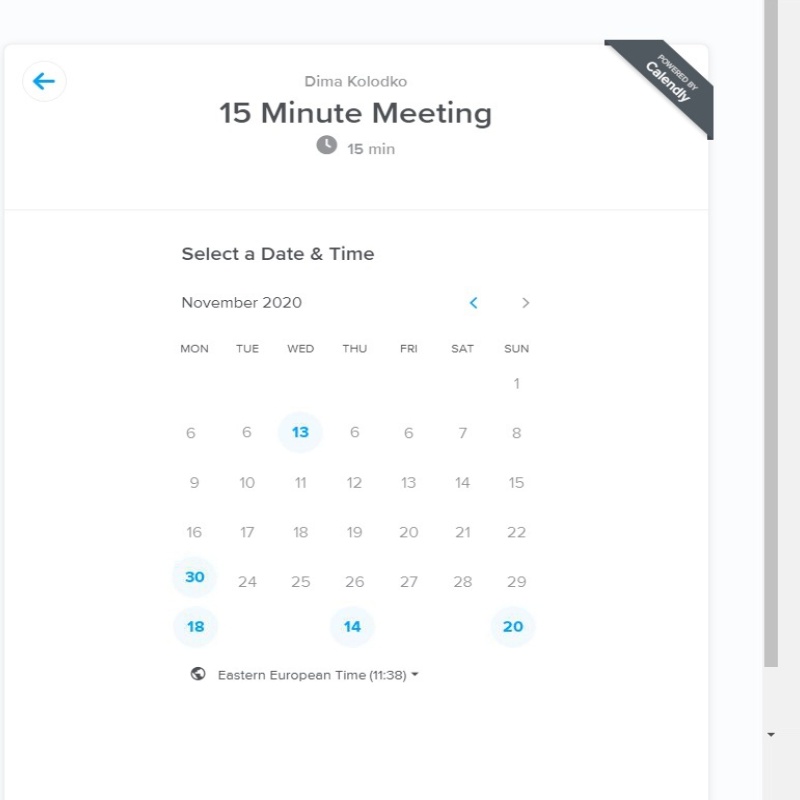 POWERED BY
Calendly
Dima Kolodko
15 Minute Meeting
15 min
Select a Date & Time
November 2020
MON TUE WED THU FRI SAT SUN
1
6 6 13 6 6 7 8
9 10 11 12 13 14 15
16 17 18 19 20 21 22
30 24 25 26 27 28 29
18 14 20
Eastern European Time (11:38)